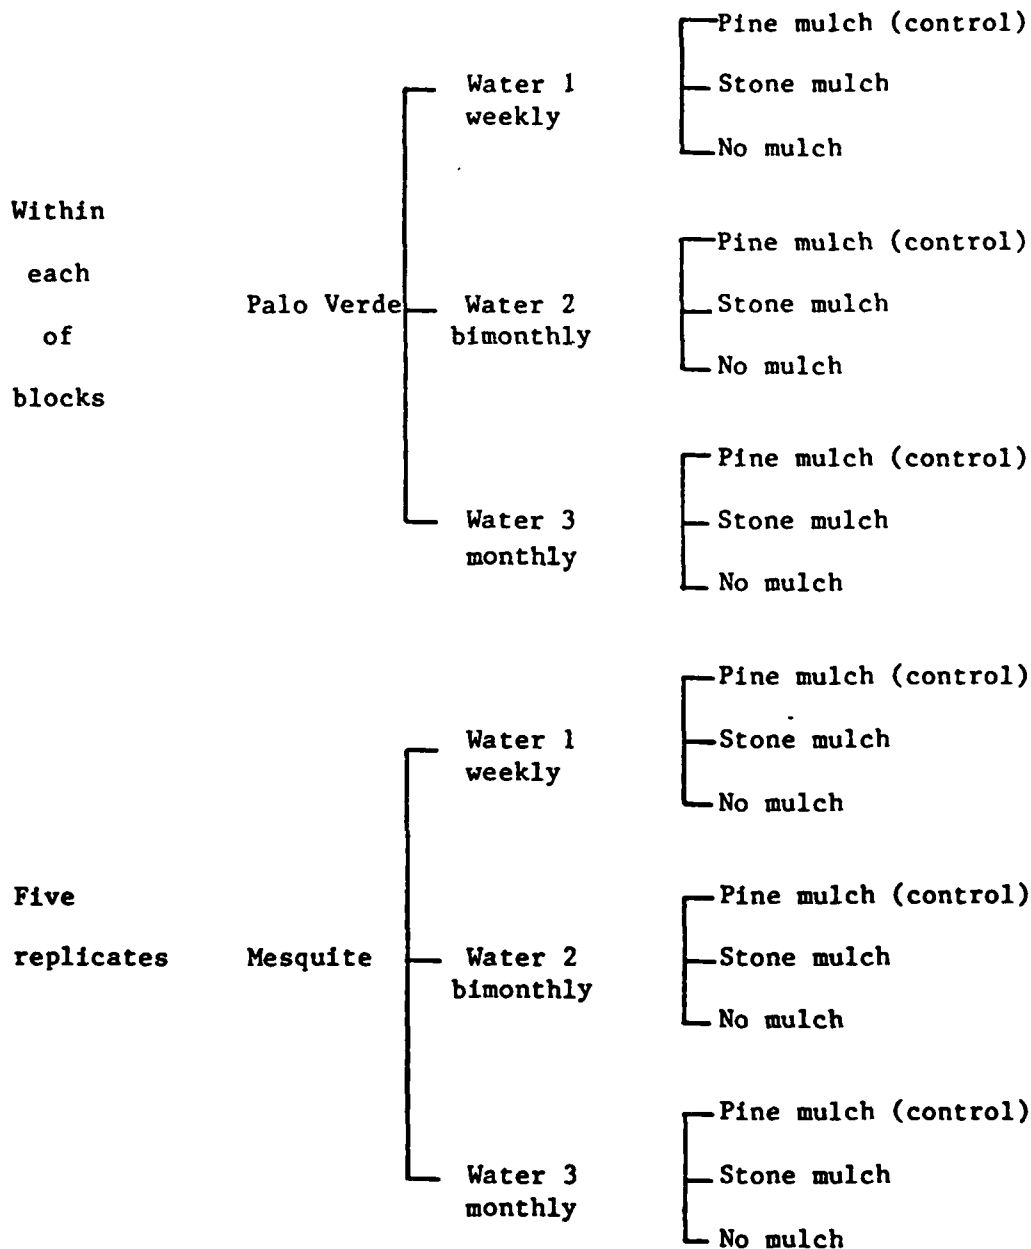 Within
each
of
blocks
Palo Verde
Water 1
weekly
Pine mulch (control)
Stone mulch
No mulch
Water 2
bimonthly
Pine mulch (control)
Stone mulch
No mulch
Water 3
monthly
Pine mulch (control)
Stone mulch
No mulch
Five
replicates
Mesquite
Water 1
weekly
Pine mulch (control)
Stone mulch
No mulch
Water 2
bimonthly
Pine mulch (control)
Stone mulch
No mulch
Water 3
monthly
Pine mulch (control)
Stone mulch
No mulch